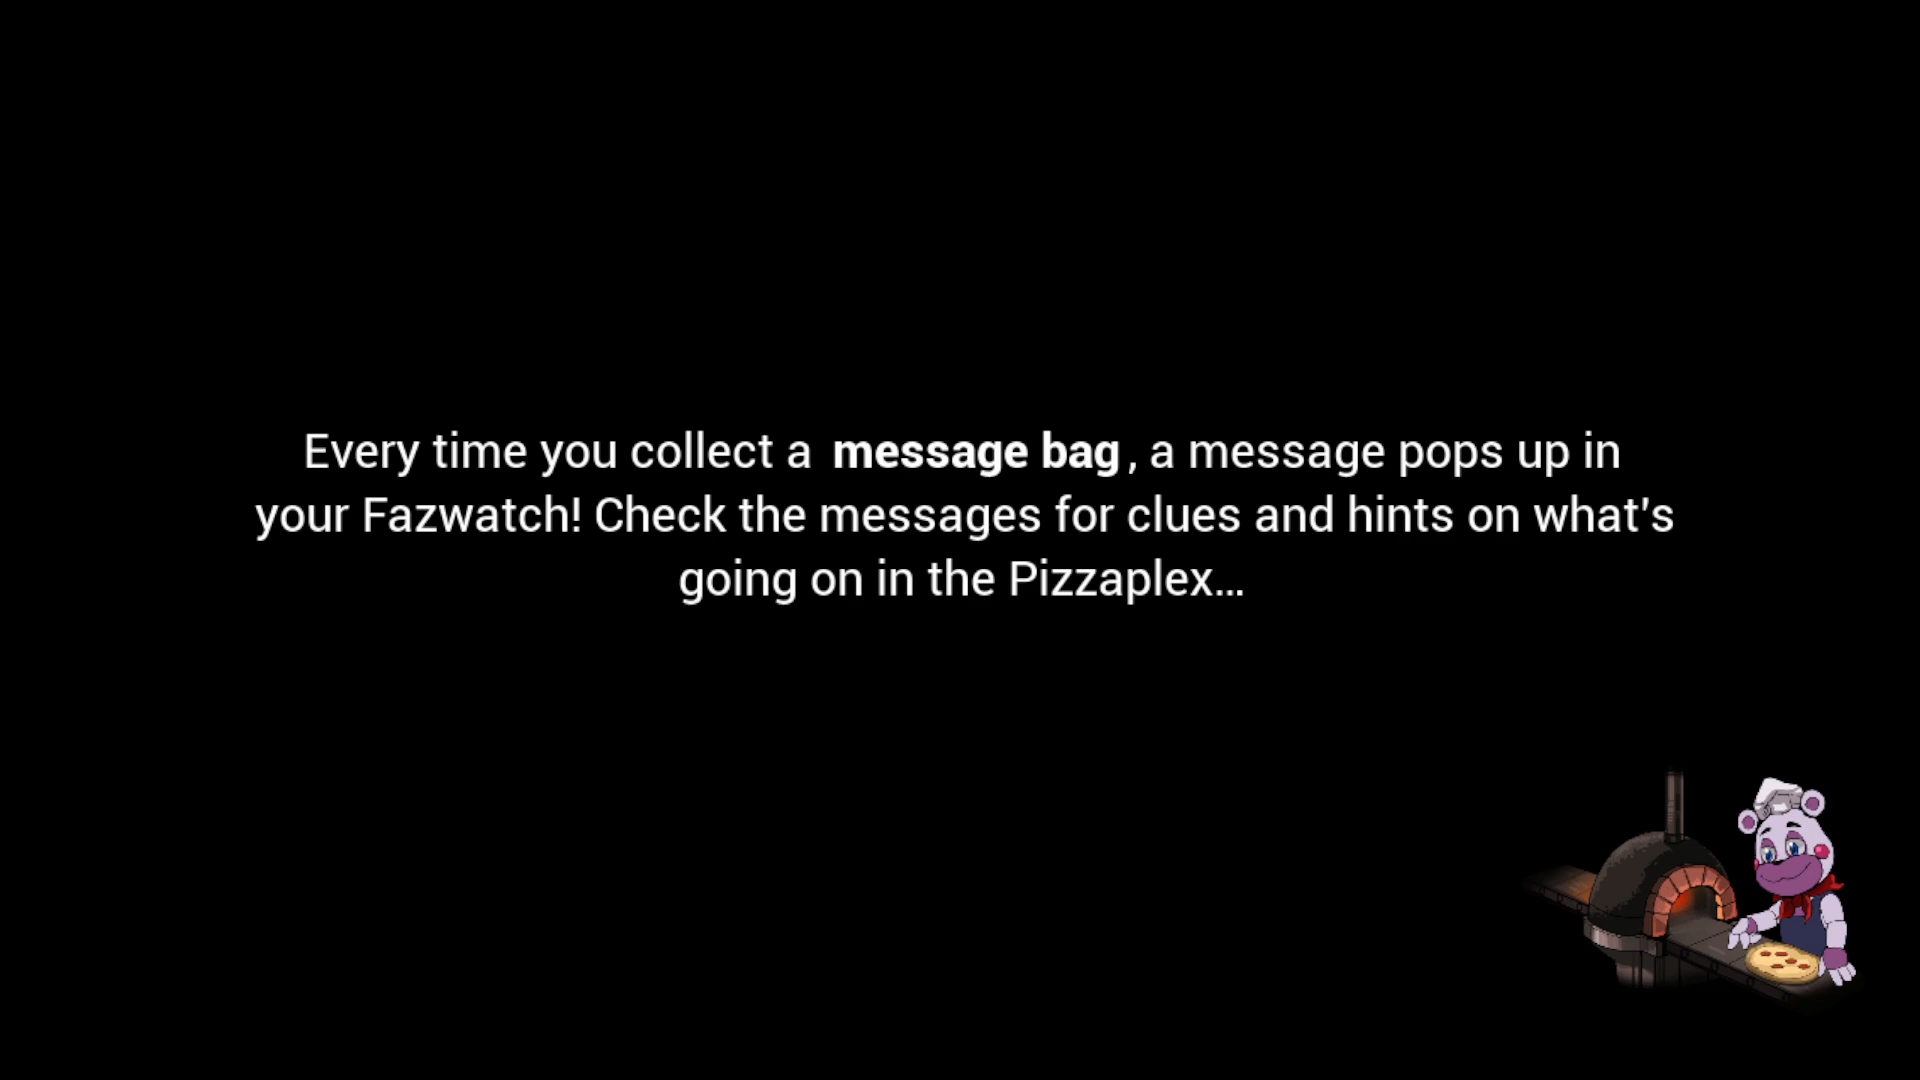 Every time you collect a message bag, a message pops up in
your Fazwatch! Check the messages for clues and hints on what's
going on in the Pizzaplex...